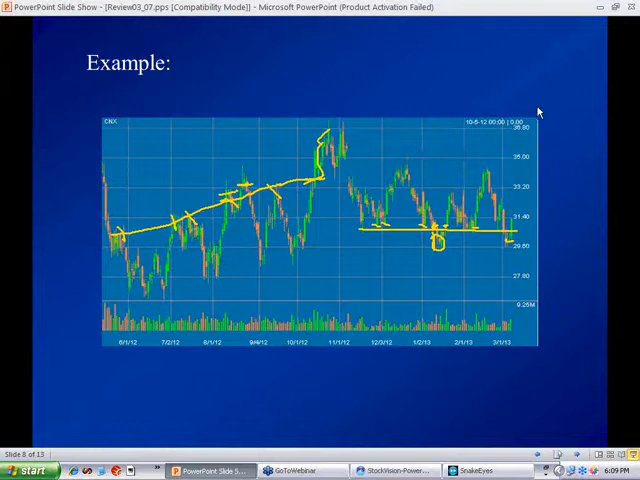 PowerPoint Slide Show - [Review03_07.pps [Compatibility Mode]] - Microsoft PowerPoint (Product Activation Failed)
Example:
CNX
10-5-12 00:00 | 0.00
36.80
35.00
33.20
31.40
29.60
27.80
9.25M
6/1/12 7/2/12 8/1/12 9/4/12 10/1/12 11/1/12 12/3/12 1/2/13 2/1/13 3/1/13
Slide 8 of 13
start
PowerPoint Slide S...
GoToWebinar
StockVision-Power...
SnakeEyes
6:09 PM